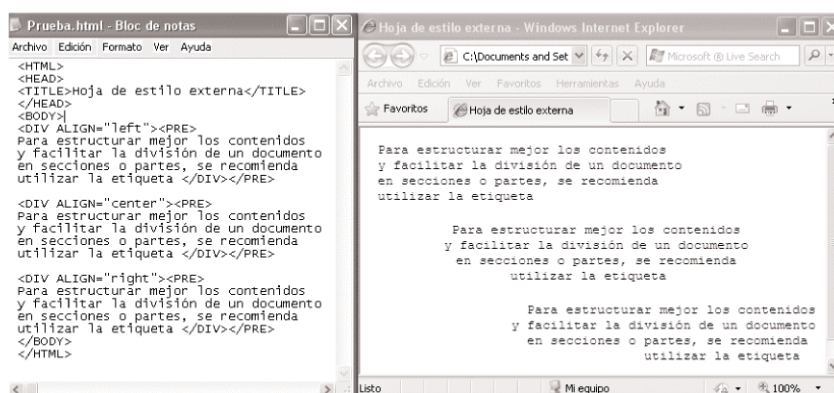 Prueba.html - Bloc de notas
Archivo Edición Formato Ver Ayuda
<HTML>
<HEAD>
<TITLE>Hoja de estilo externa</TITLE>
</HEAD>
<BODY>
<DIV ALIGN="left"><PRE>
Para estructurar mejor los contenidos
y facilitar la división de un documento
en secciones o partes, se recomienda
utilizar la etiqueta </DIV></PRE>
<DIV ALIGN="center"><PRE>
Para estructurar mejor los contenidos
y facilitar la división de un documento
en secciones o partes, se recomienda
utilizar la etiqueta </DIV></PRE>
<DIV ALIGN="right"><PRE>
Para estructurar mejor los contenidos
y facilitar la división de un documento
en secciones o partes, se recomienda
utilizar la etiqueta </DIV></PRE>
</BODY>
</HTML>
Hoja de estilo externa - Windows Internet Explorer
C:\Documents and Set
Microsoft ® Live Search
Archivo Edición Ver Favoritos Herramientas Ayuda
Favoritos
Hoja de estilo externa
Para estructurar mejor los contenidos
y facilitar la división de un documento
en secciones o partes, se recomienda
utilizar la etiqueta
Para estructurar mejor los contenidos
y facilitar la división de un documento
en secciones o partes, se recomienda
utilizar la etiqueta
Para estructurar mejor los contenidos
y facilitar la división de un documento
en secciones o partes, se recomienda
utilizar la etiqueta
Listo
Mi equipo
100%